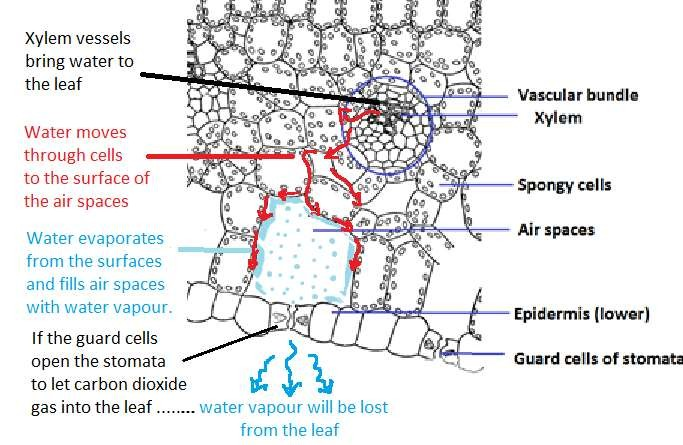 Xylem vessels
bring water to
the leaf
Water moves
through cells
to the surface of
the air spaces
Water evaporates
from the surfaces
and fills air spaces
with water vapour.
If the guard cells
open the stomata
to let carbon dioxide
gas into the leaf ........ water vapour will be lost
from the leaf
Vascular bundle
Xylem
Spongy cells
Air spaces
Epidermis (lower)
Guard cells of stomata